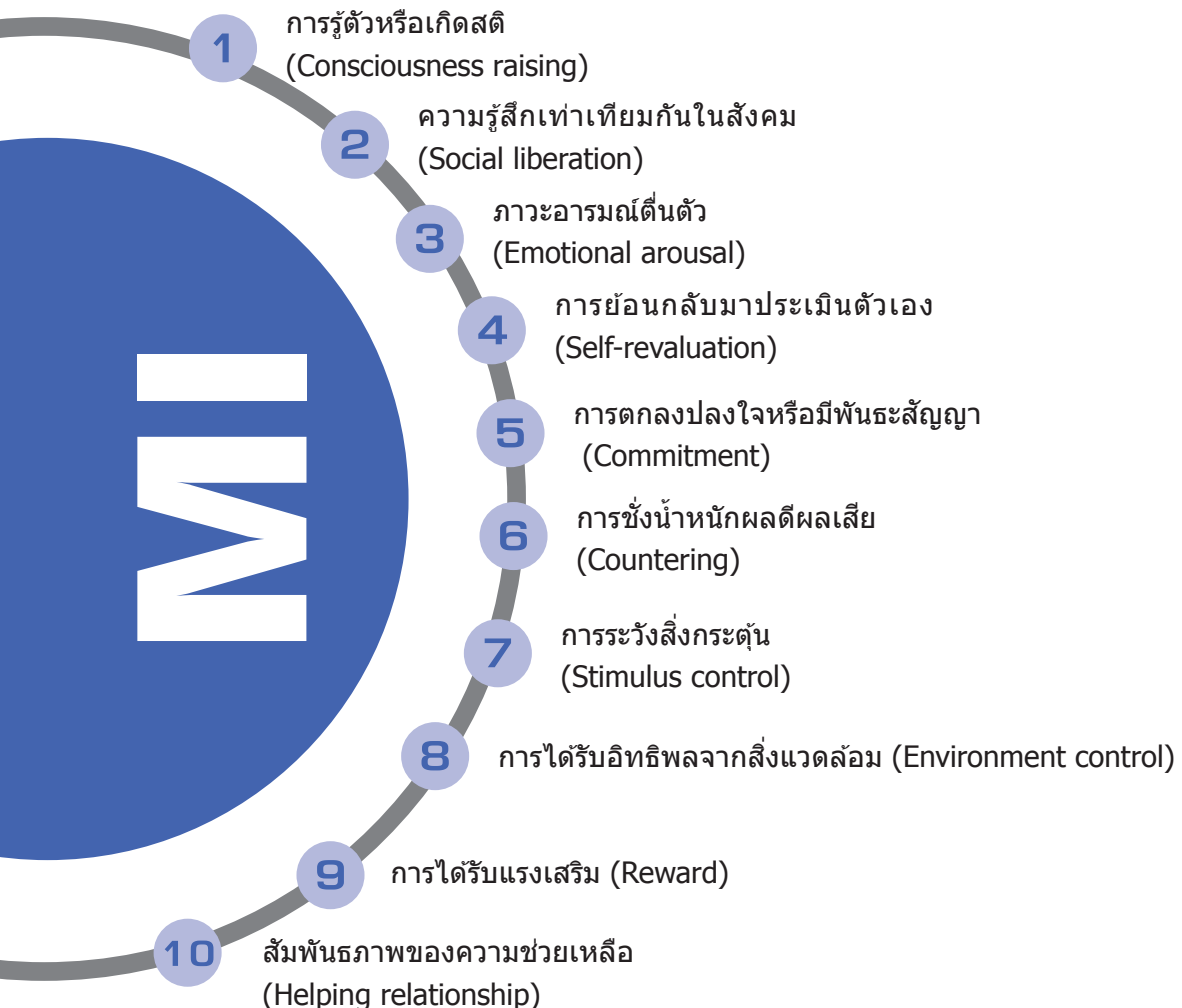 MI
1
การรู้ตัวหรือเกิดสติ
(Consciousness raising)
2
ความรู้สึกเท่าเทียมกันในสังคม
(Social liberation)
3
ภาวะอารมณ์ตื่นตัว
(Emotional arousal)
4
การย้อนกลับมาประเมินตัวเอง
(Self-revaluation)
5
การตกลงปลงใจหรือมีพันธะสัญญา
(Commitment)
6
การชั่งน้ำหนักผลดีผลเสีย
(Countering)
7
การระวังสิ่งกระตุ้น
(Stimulus control)
8
การได้รับอิทธิพลจากสิ่งแวดล้อม (Environment control)
9
การได้รับแรงเสริม (Reward)
10
สัมพันธภาพของความช่วยเหลือ
(Helping relationship)